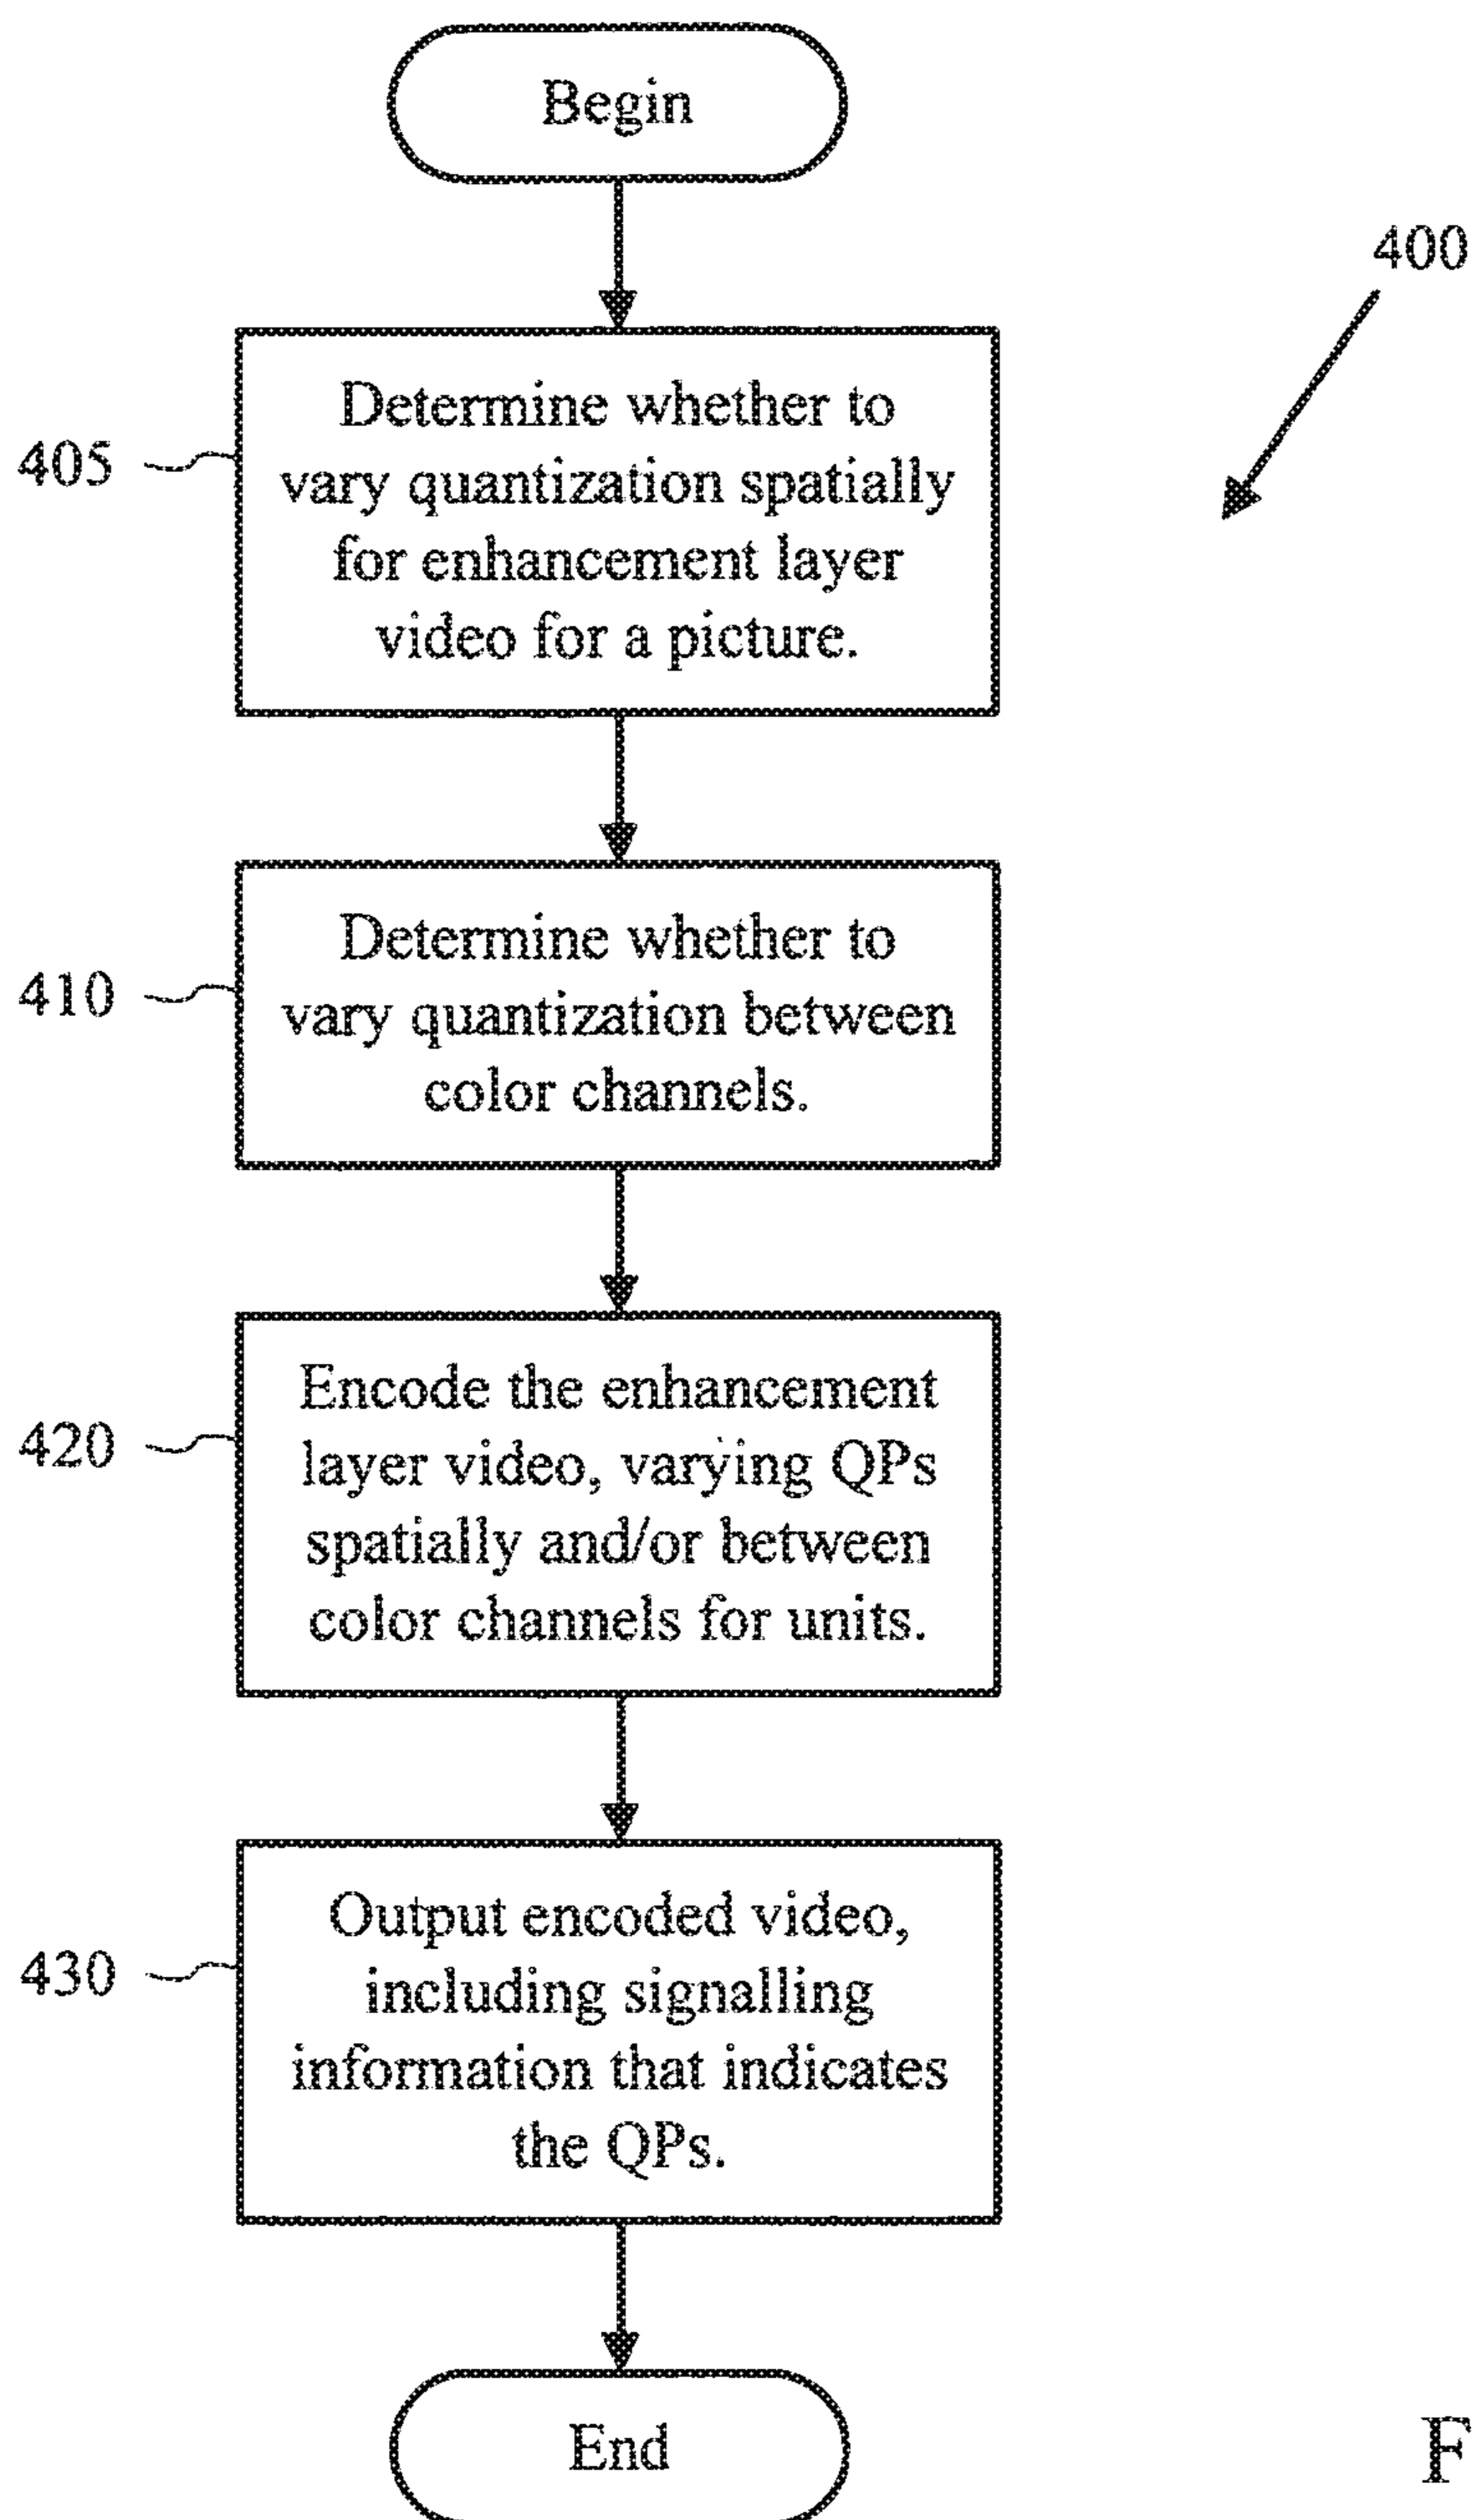 Begin
400
Determine whether to
405
vary quantization spatially
for enhancement layer
video for a picture.
Determine whether to
410
vary quantization between
color channels.
Encode the enhancement
420
layer video, varying QPs
spatially and/or between
color channels for units.
Output encoded video,
430
including signalling
information that indicates
the QPs.
End
F